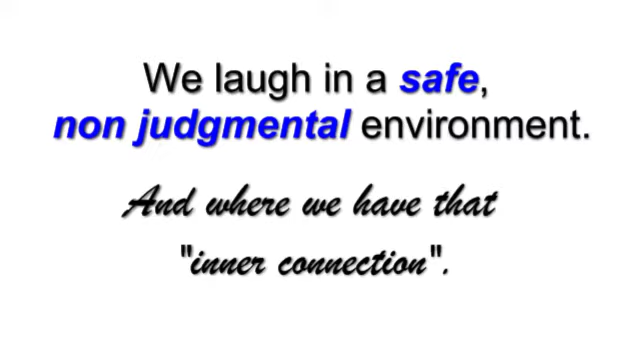 We laugh in a safe,
non judgmental environment.
And where we have that
"inner connection".